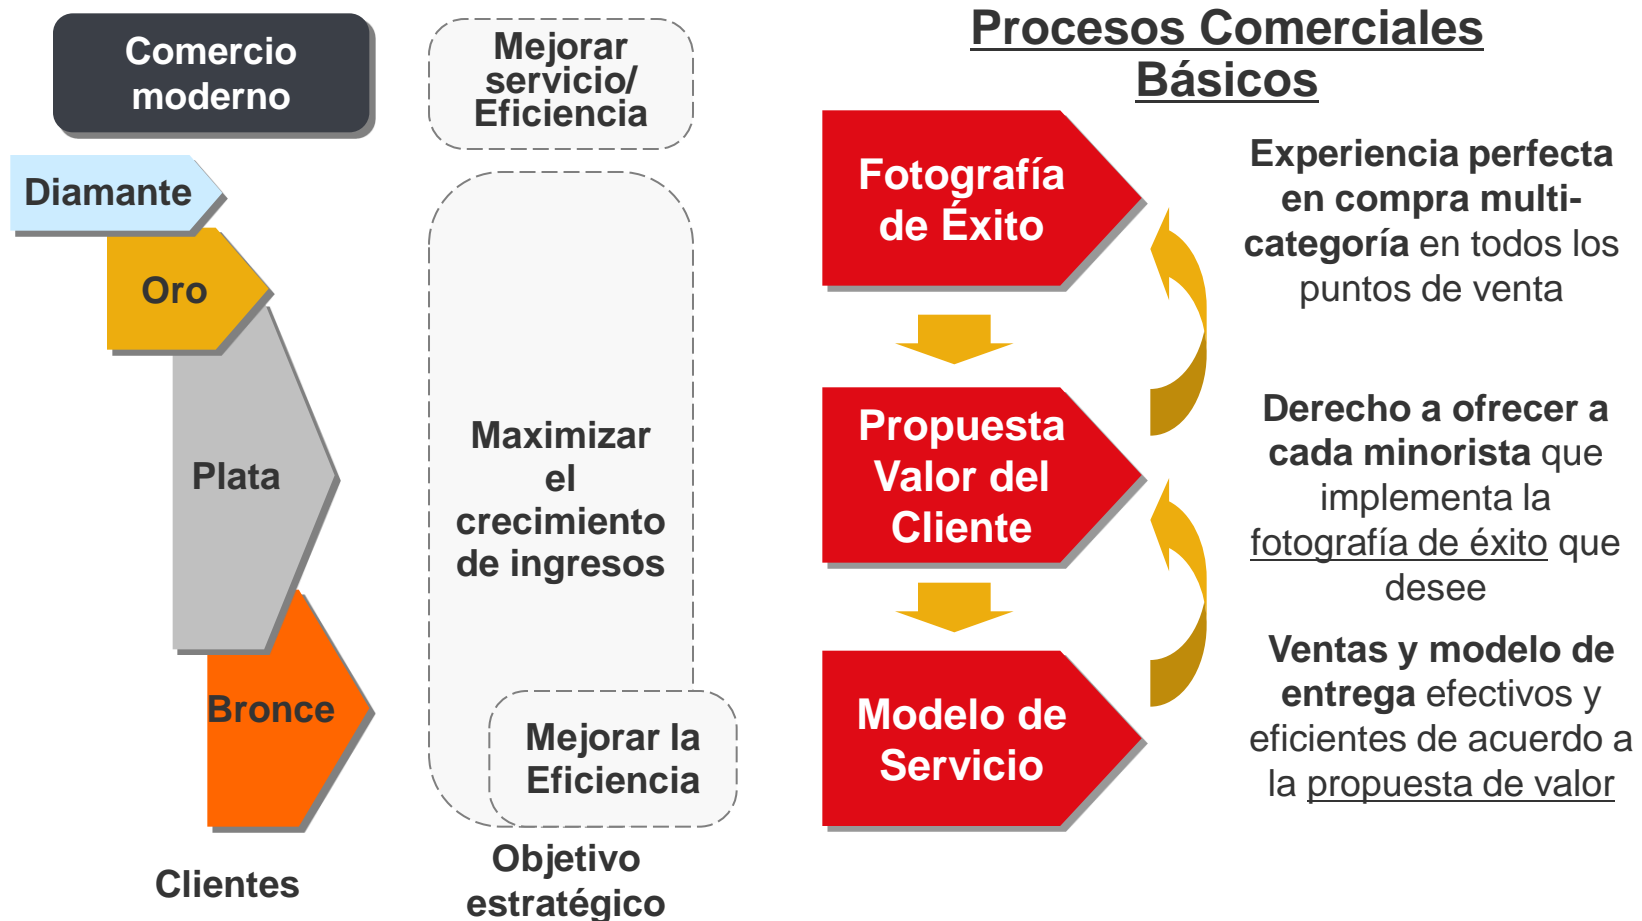 Comercio
moderno
Diamante
Oro
Plata
Bronce
Clientes
Mejorar
servicio/
Eficiencia
Maximizar
el
crecimiento
de ingresos
Mejorar la
Eficiencia
Objetivo
estratégico
Procesos Comerciales
Básicos
Fotografía
de Éxito
Experiencia perfecta
en compra multi-
categoría en todos los
puntos de venta
Propuesta
Valor del
Cliente
Derecho a ofrecer a
cada minorista que
implementa la
fotografía de éxito que
desee
Modelo de
Servicio
Ventas y modelo de
entrega efectivos y
eficientes de acuerdo a
la propuesta de valor